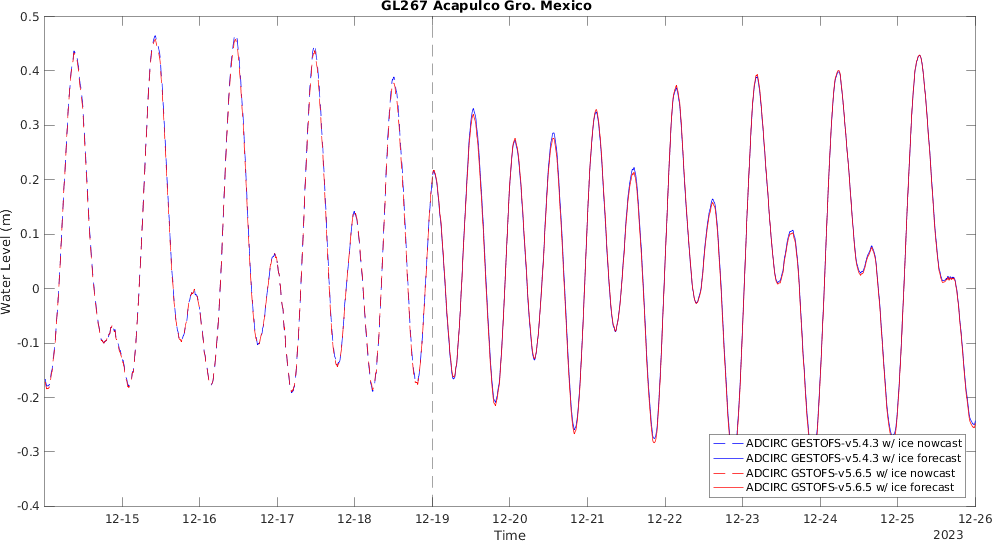 GL267 Acapulco Gro. Mexico
0.5
0.4
0.3
0.2
0.1
0
-0.1
-0.2
-0.3
-0.4
Water Level (m)
ADCIRC GESTOFS-v5.4.3 w/ ice nowcast
ADCIRC GESTOFS-v5.4.3 w/ ice forecast
ADCIRC GSTOFS-v5.6.5 w/ ice nowcast
ADCIRC GSTOFS-v5.6.5 w/ ice forecast
12-15 12-16 12-17 12-18 12-19 12-20 12-21 12-22 12-23 12-24 12-25 12-26
Time
2023